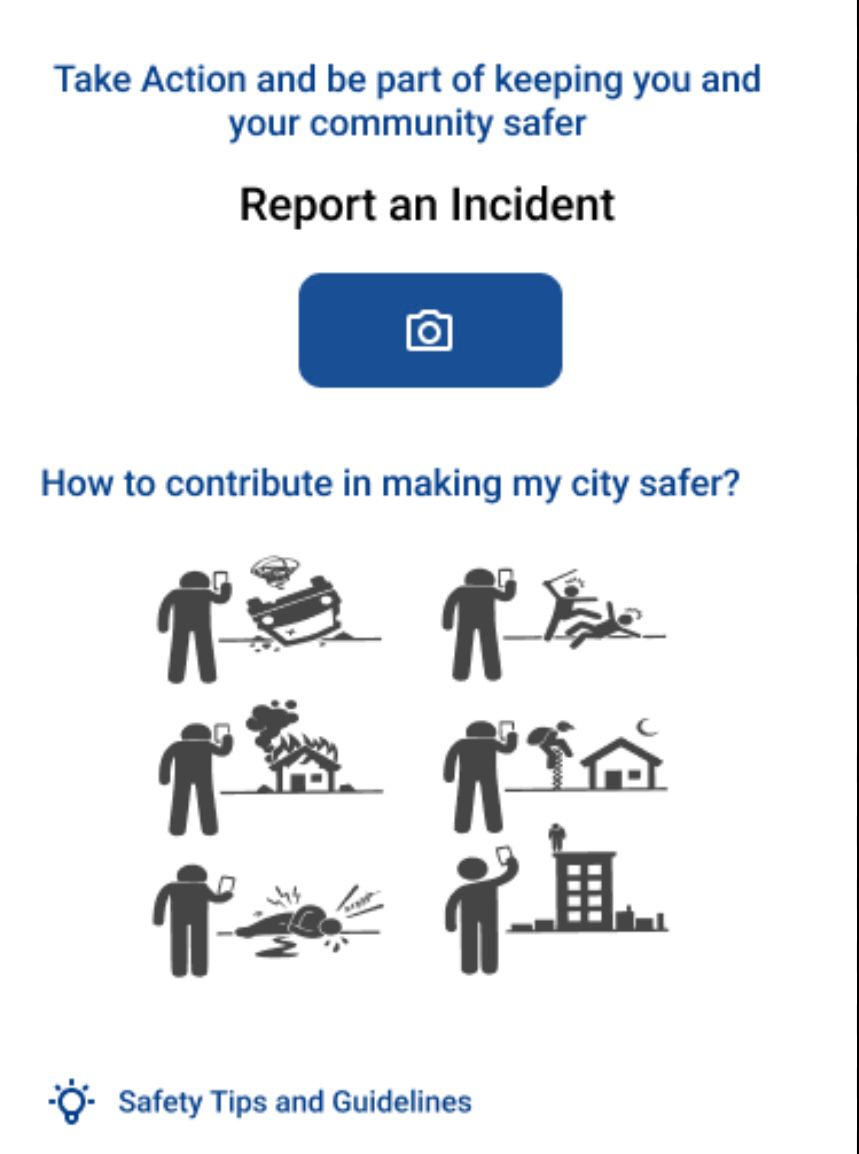 Take Action and be part of keeping you and
your community safer
Report an Incident
How to contribute in making my city safer?
Safety Tips and Guidelines